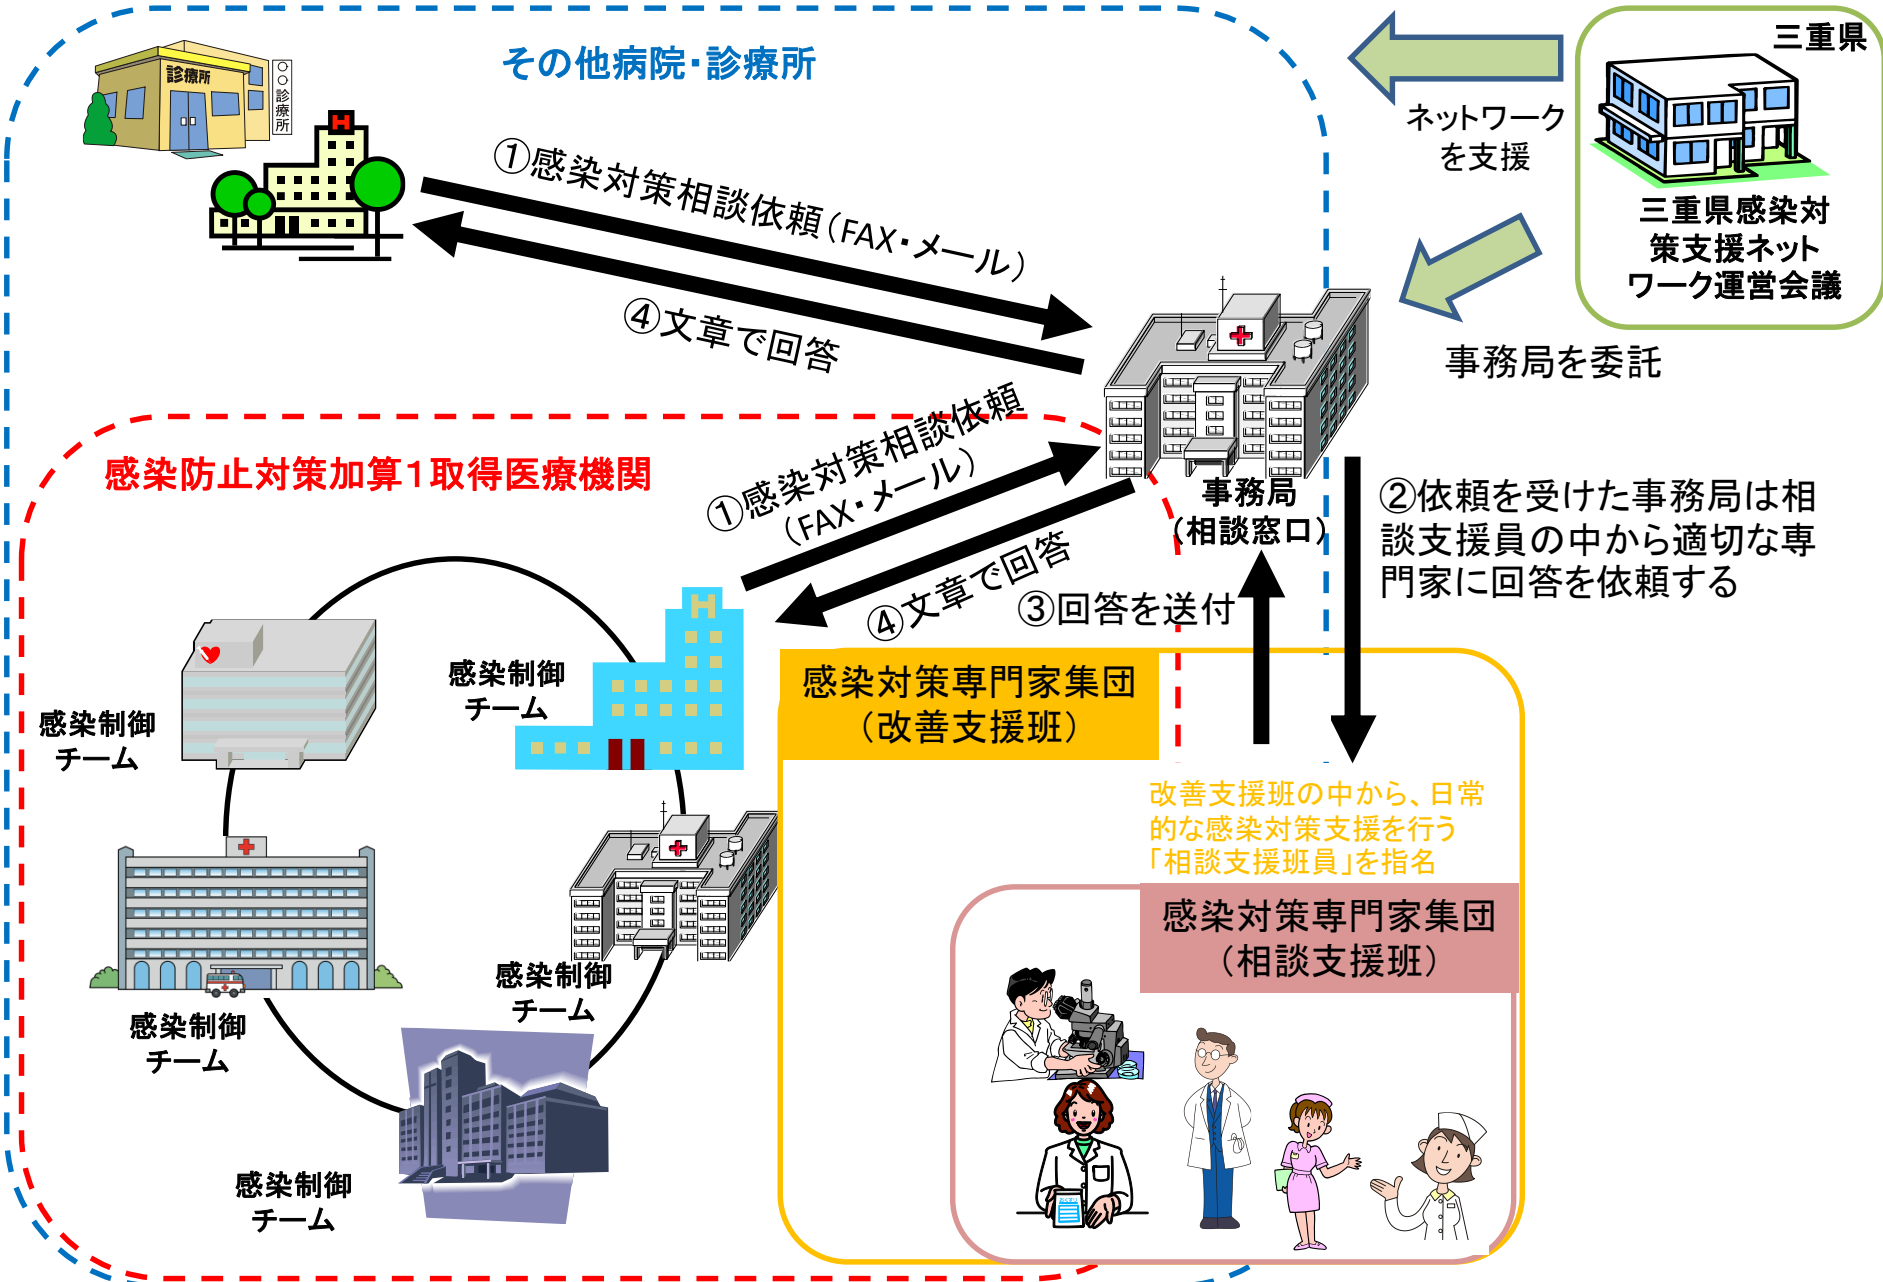 その他病院・診療所
診療所
○○診療所
三重県
ネットワーク
を支援
三重県感染対
策支援ネット
ワーク運営会議
事務局を委託
①感染対策相談依頼(FAX・メール)
④文章で回答
①感染対策相談依頼
(FAX・メール)
④文章で回答
事務局
(相談窓口)
②依頼を受けた事務局は相
談支援員の中から適切な専
門家に回答を依頼する
③回答を送付
感染防止対策加算1取得医療機関
感染制御
チーム
感染制御
チーム
感染制御
チーム
感染制御
チーム
感染制御
チーム
感染対策専門家集団
(改善支援班)
改善支援班の中から、日常
的な感染対策支援を行う
「相談支援班員」を指名
感染対策専門家集団
(相談支援班)